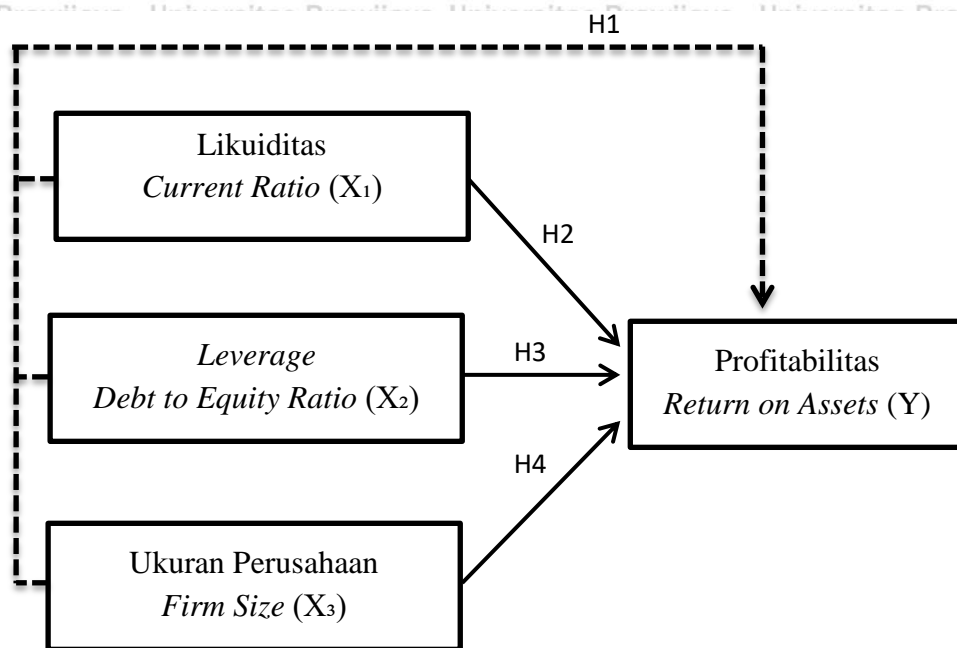 H1
Likuiditas
Current Ratio (X₁)
H2
Leverage
Debt to Equity Ratio (X₂)
H3
Profitabilitas
Return on Assets (Y)
H4
Ukuran Perusahaan
Firm Size (X₃)